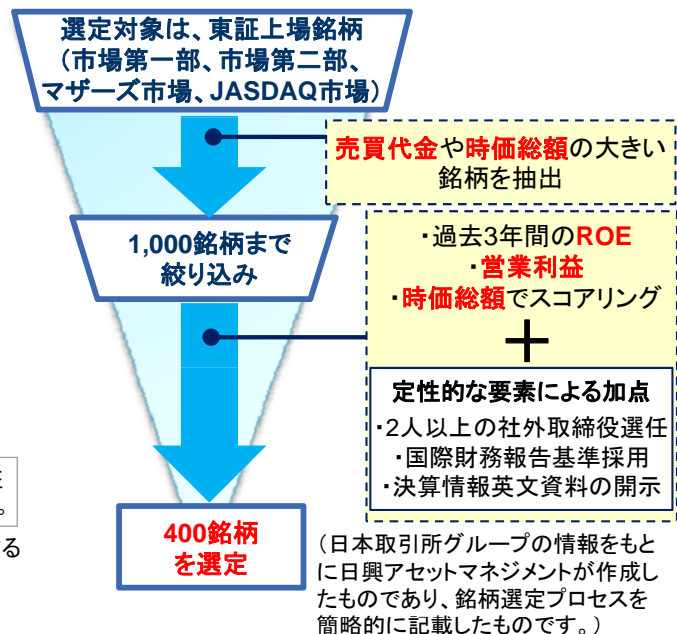 選定対象は、東証上場銘柄
（市場第一部、市場第二部、
マザーズ市場、JASDAQ市場）
売買代金や時価総額の大きい
銘柄を抽出
1,000銘柄まで
絞り込み
・過去3年間のROE
・営業利益
・時価総額でスコアリング
＋
定性的な要素による加点
・2人以上の社外取締役選任
・国際財務報告基準採用
・決算情報英文資料の開示
。
る
400銘柄
を選定
（日本取引所グループの情報をもと
に日興アセットマネジメントが作成し
たものであり、銘柄選定プロセスを
簡略的に記載したものです。）